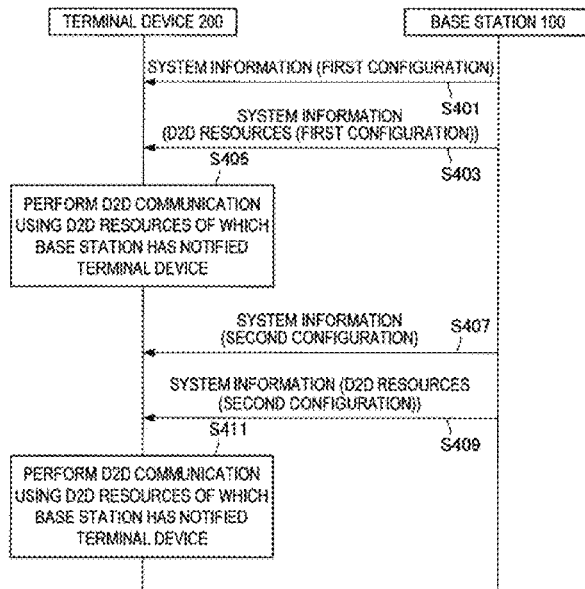 TERMINAL DEVICE 200
BASE STATION 100
SYSTEM INFORMATION (FIRST CONFIGURATION)
S401
SYSTEM INFORMATION
(D2D RESOURCES (FIRST CONFIGURATION))
S405
S403
PERFORM D2D COMMUNICATION
USING D2D RESOURCES OF WHICH
BASE STATION HAS NOTIFIED
TERMINAL DEVICE
SYSTEM INFORMATION
(SECOND CONFIGURATION)
S407
SYSTEM INFORMATION (D2D RESOURCES
(SECOND CONFIGURATION))
S411
S409
PERFORM D2D COMMUNICATION
USING D2D RESOURCES OF WHICH
BASE STATION HAS NOTIFIED
TERMINAL DEVICE